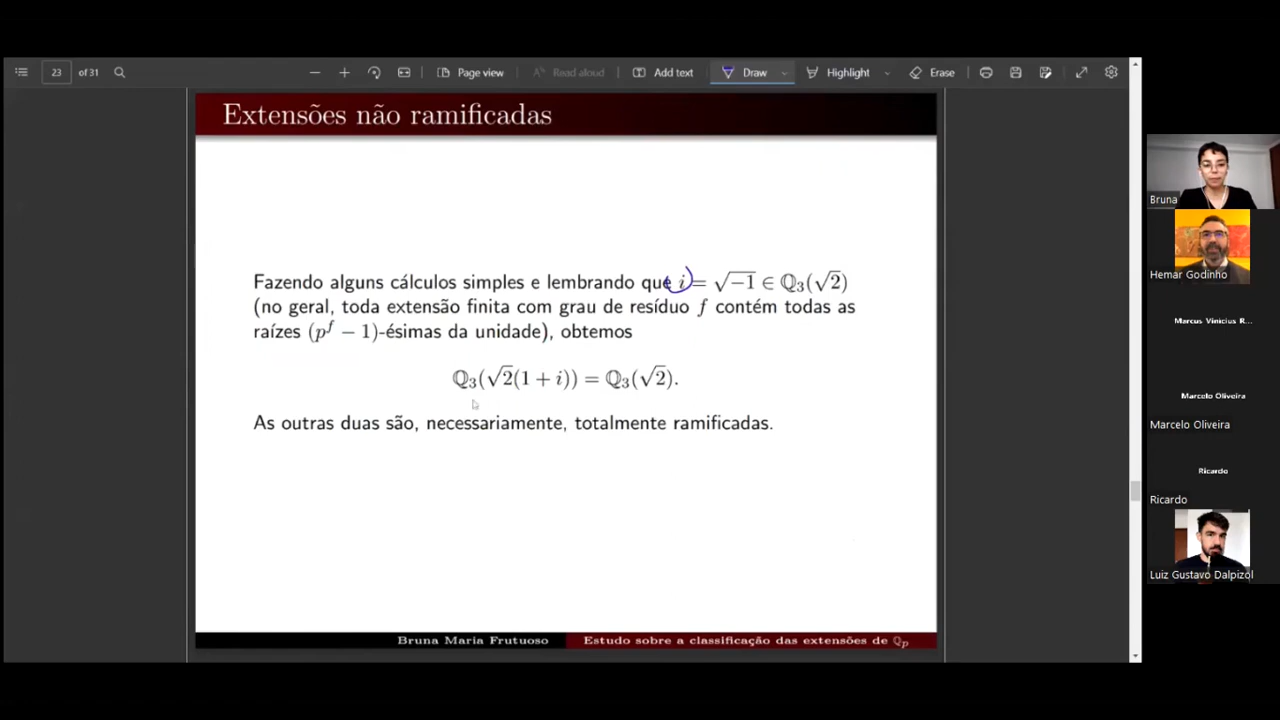 23 of 31 Page view Read aloud Add text Draw Highlight Erase
Extensões não ramificadas
Fazendo alguns cálculos simples e lembrando que i = √−1 ∈ ℚ₃(√2)
(no geral, toda extensão finita com grau de resíduo f contém todas as
raízes (p^f − 1)-ésimas da unidade), obtemos
ℚ₃(√2(1 + i)) = ℚ₃(√2).
As outras duas são, necessariamente, totalmente ramificadas.
Bruna Maria Frutuoso Estudo sobre a classificação das extensões de ℚₚ
Bruna
Hemar Godinho
Marcus Vinicius R...
Marcelo Oliveira
Marcelo Oliveira
Ricardo
Ricardo
Luiz Gustavo Dalpizol